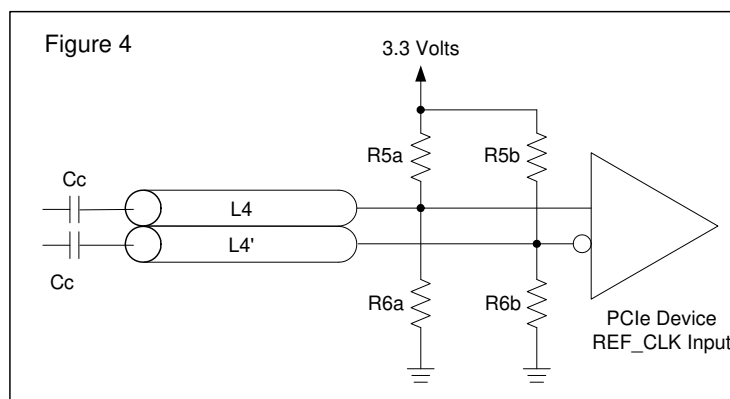 Figure 4
3.3 Volts
R5a
R5b
Cc
L4
L4'
Cc
R6a
R6b
PCIe Device
REF_CLK Input